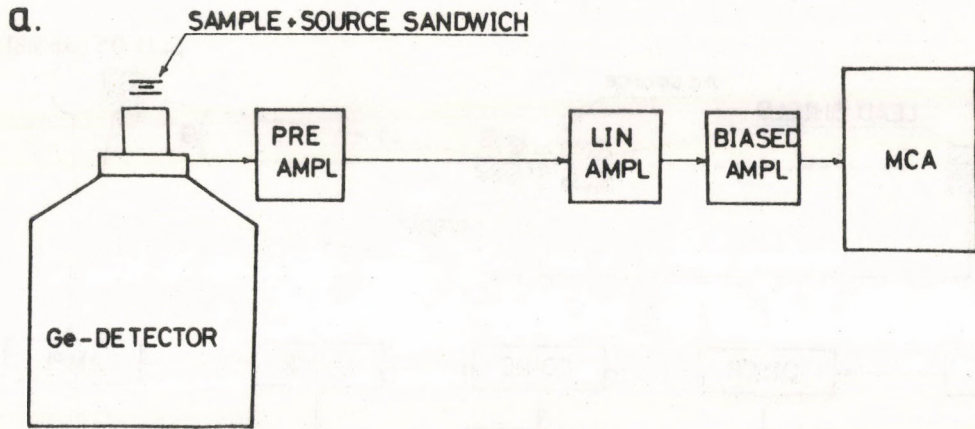 a.
SAMPLE + SOURCE SANDWICH
PRE
AMPL
LIN
AMPL
BIASED
AMPL
MCA
Ge-DETECTOR